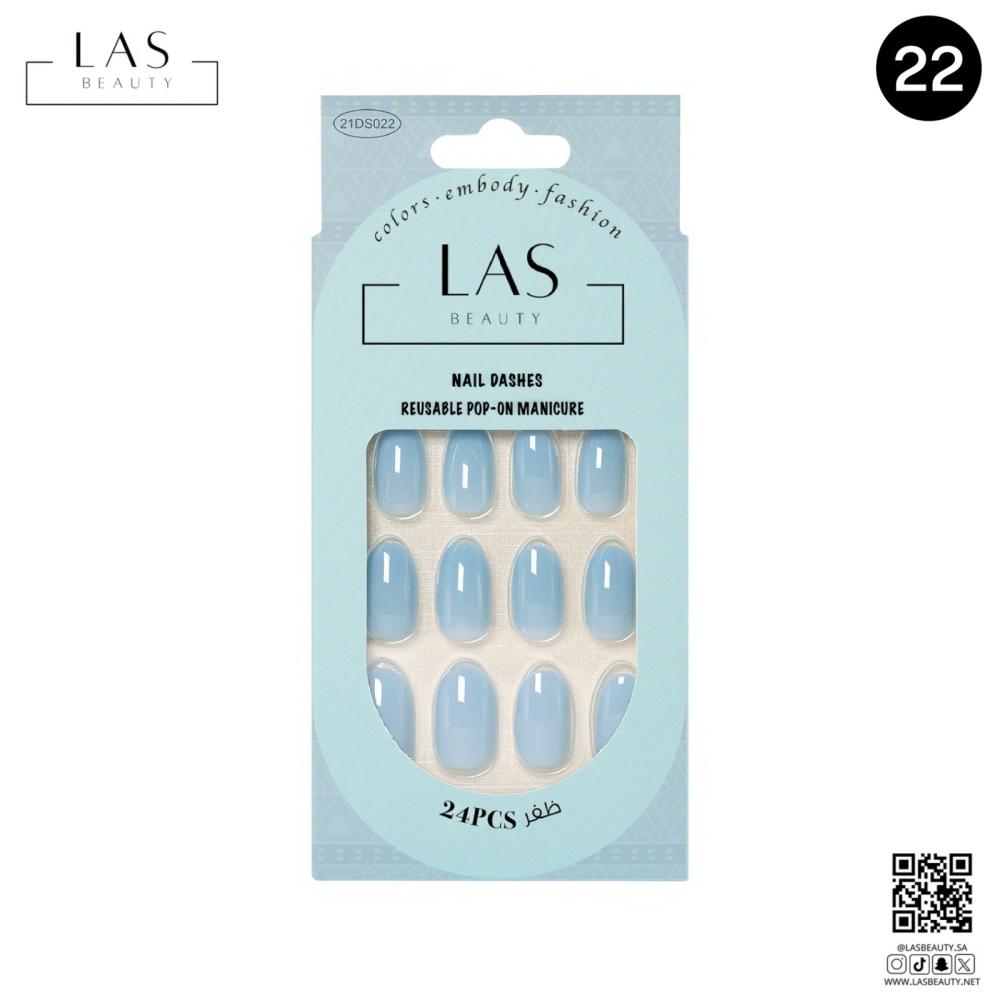 LAS
BEAUTY
22
21DS022
colors·embody·fashion
LAS
BEAUTY
NAIL DASHES
REUSABLE POP-ON MANICURE
24PCS ظفر
@LASBEAUTY.SA
WWW.LASBEAUTY.NET